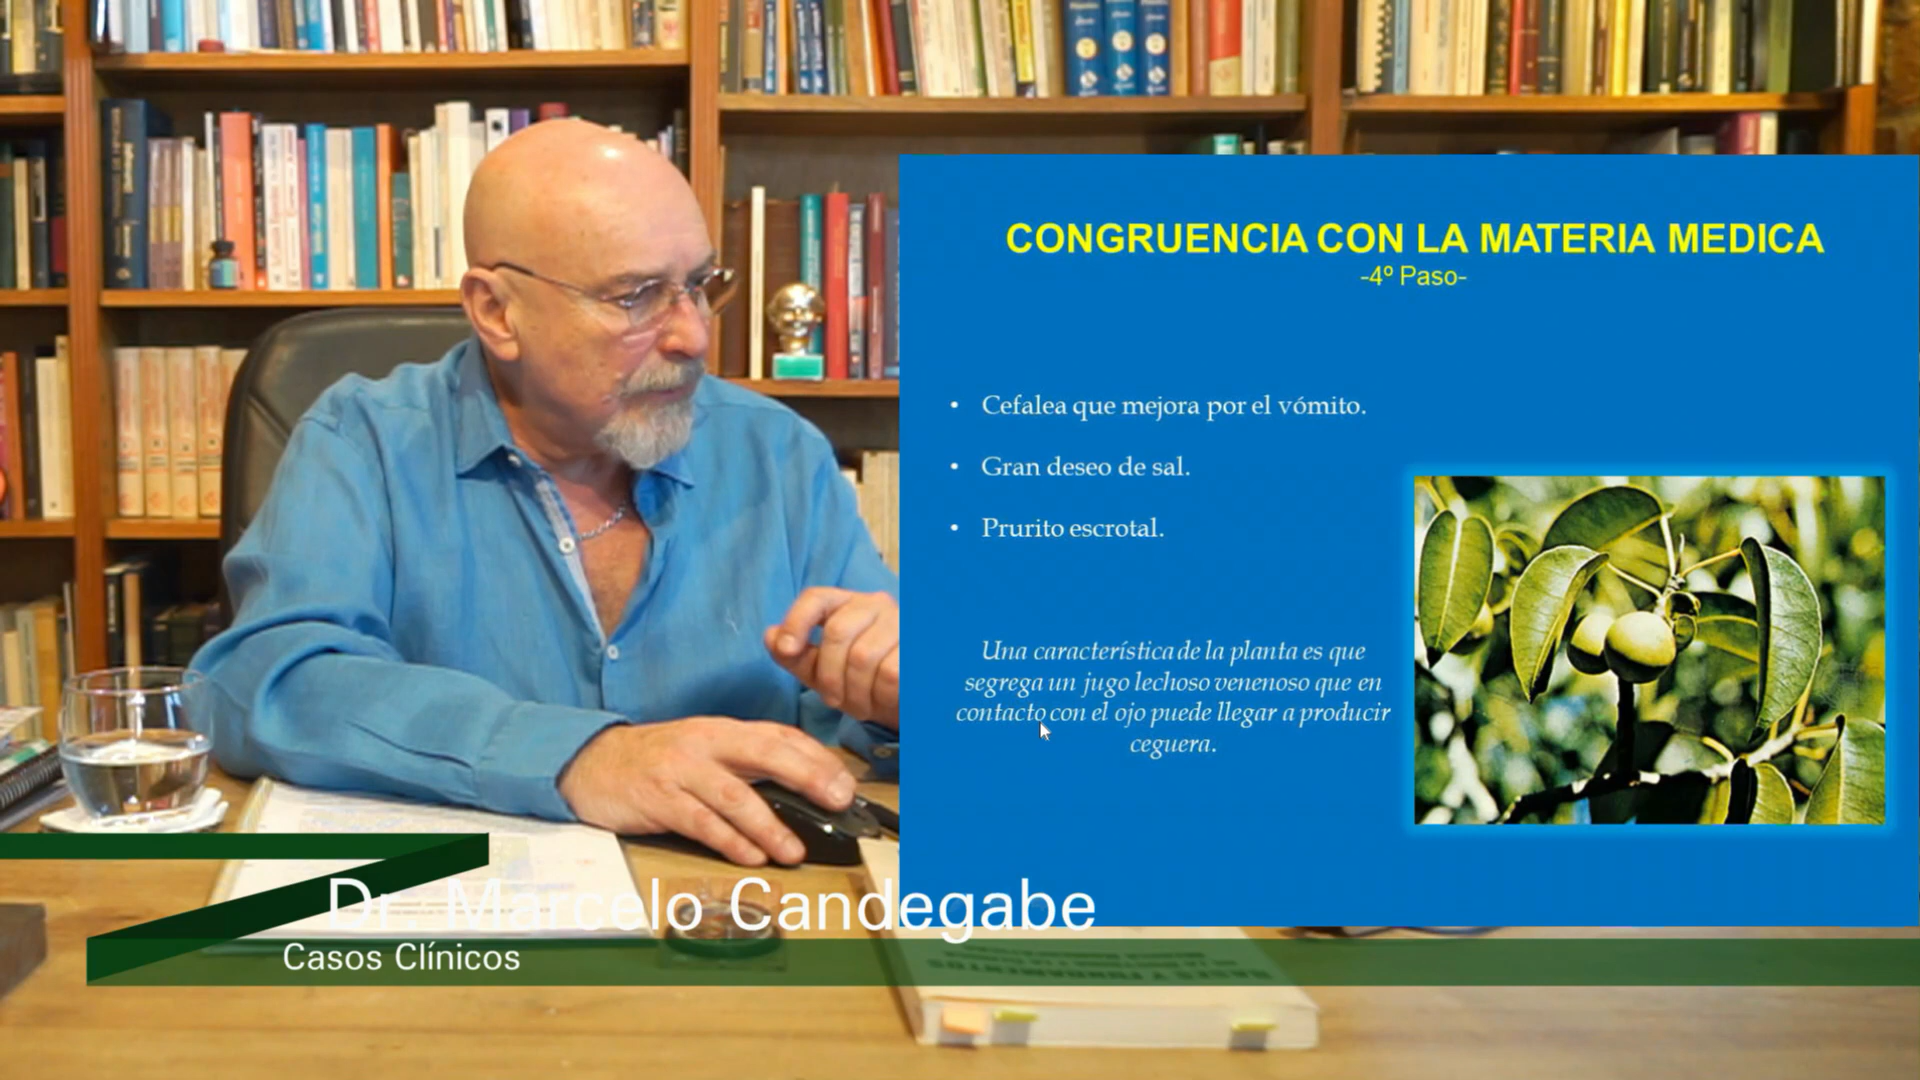 CONGRUENCIA CON LA MATERIA MEDICA
-4º Paso-
• Cefalea que mejora por el vómito.
• Gran deseo de sal.
• Prurito escrotal.
Una característica de la planta es que
segrega un jugo lechoso venenoso que en
contacto con el ojo puede llegar a producir
ceguera.
Dr. Marcelo Candegabe
Casos Clínicos
BASES Y FUNDAMENTOS